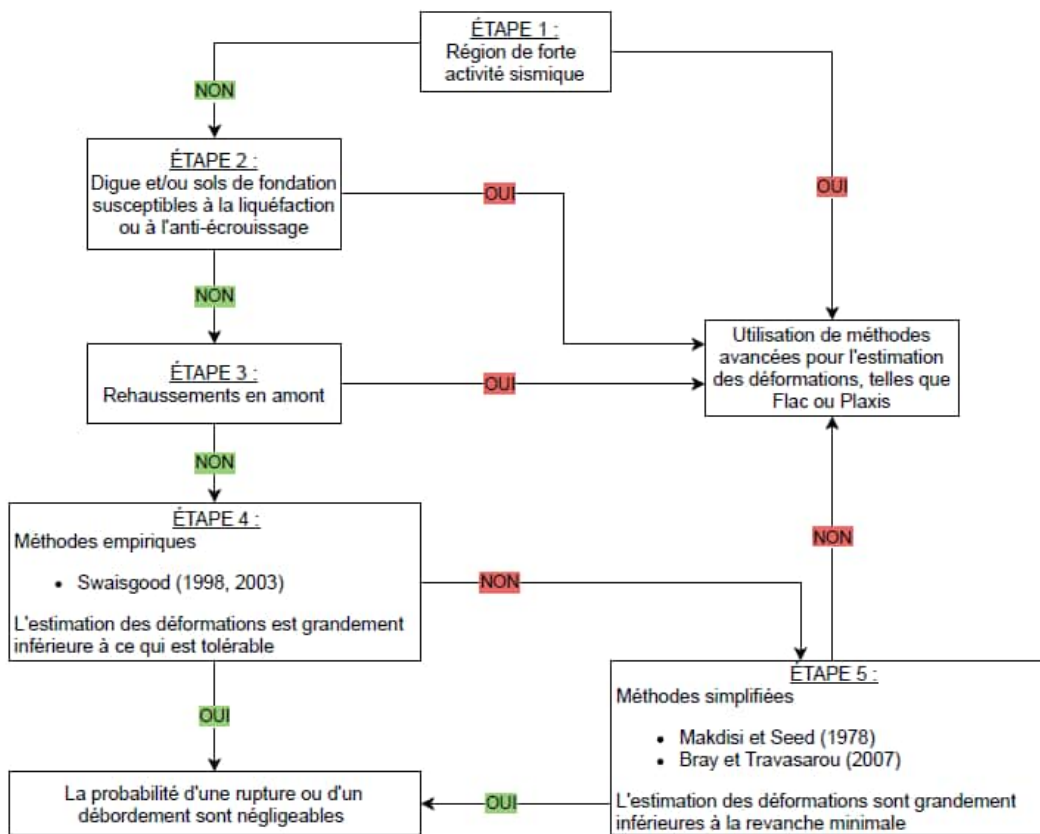 ÉTAPE 1 :
Région de forte
activité sismique
NON
OUI
ÉTAPE 2 :
Digue et/ou sols de fondation
susceptibles à la liquéfaction
ou à l'anti-écrouissage
OUI
NON
Utilisation de méthodes
avancées pour l'estimation
des déformations, telles que
Flac ou Plaxis
ÉTAPE 3 :
Rehaussements en amont
OUI
NON
ÉTAPE 4 :
Méthodes empiriques
• Swaisgood (1998, 2003)
L'estimation des déformations est grandement
inférieure à ce qui est tolérable
NON
NON
OUI
ÉTAPE 5 :
Méthodes simplifiées
• Makdisi et Seed (1978)
• Bray et Travasarou (2007)
L'estimation des déformations sont grandement
inférieures à la revanche minimale
OUI
La probabilité d'une rupture ou d'un
débordement sont négligeables